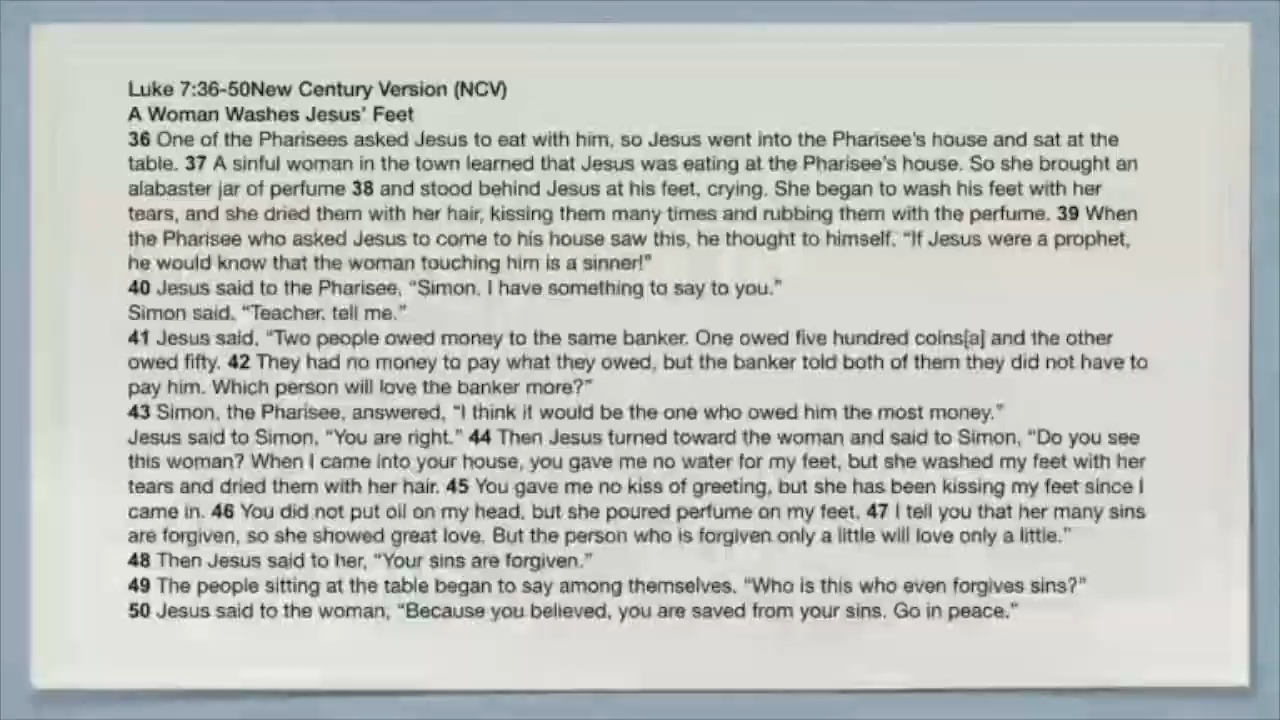 Luke 7:36-50New Century Version (NCV)
A Woman Washes Jesus’ Feet
36 One of the Pharisees asked Jesus to eat with him, so Jesus went into the Pharisee’s house and sat at the
table. 37 A sinful woman in the town learned that Jesus was eating at the Pharisee’s house. So she brought an
alabaster jar of perfume 38 and stood behind Jesus at his feet, crying. She began to wash his feet with her
tears, and she dried them with her hair, kissing them many times and rubbing them with the perfume. 39 When
the Pharisee who asked Jesus to come to his house saw this, he thought to himself, “If Jesus were a prophet,
he would know that the woman touching him is a sinner!”
40 Jesus said to the Pharisee, “Simon, I have something to say to you.”
Simon said, “Teacher, tell me.”
41 Jesus said, “Two people owed money to the same banker. One owed five hundred coins[a] and the other
owed fifty. 42 They had no money to pay what they owed, but the banker told both of them they did not have to
pay him. Which person will love the banker more?”
43 Simon, the Pharisee, answered, “I think it would be the one who owed him the most money.”
Jesus said to Simon, “You are right.” 44 Then Jesus turned toward the woman and said to Simon, “Do you see
this woman? When I came into your house, you gave me no water for my feet, but she washed my feet with her
tears and dried them with her hair. 45 You gave me no kiss of greeting, but she has been kissing my feet since I
came in. 46 You did not put oil on my head, but she poured perfume on my feet. 47 I tell you that her many sins
are forgiven, so she showed great love. But the person who is forgiven only a little will love only a little.”
48 Then Jesus said to her, “Your sins are forgiven.”
49 The people sitting at the table began to say among themselves, “Who is this who even forgives sins?”
50 Jesus said to the woman, “Because you believed, you are saved from your sins. Go in peace.”